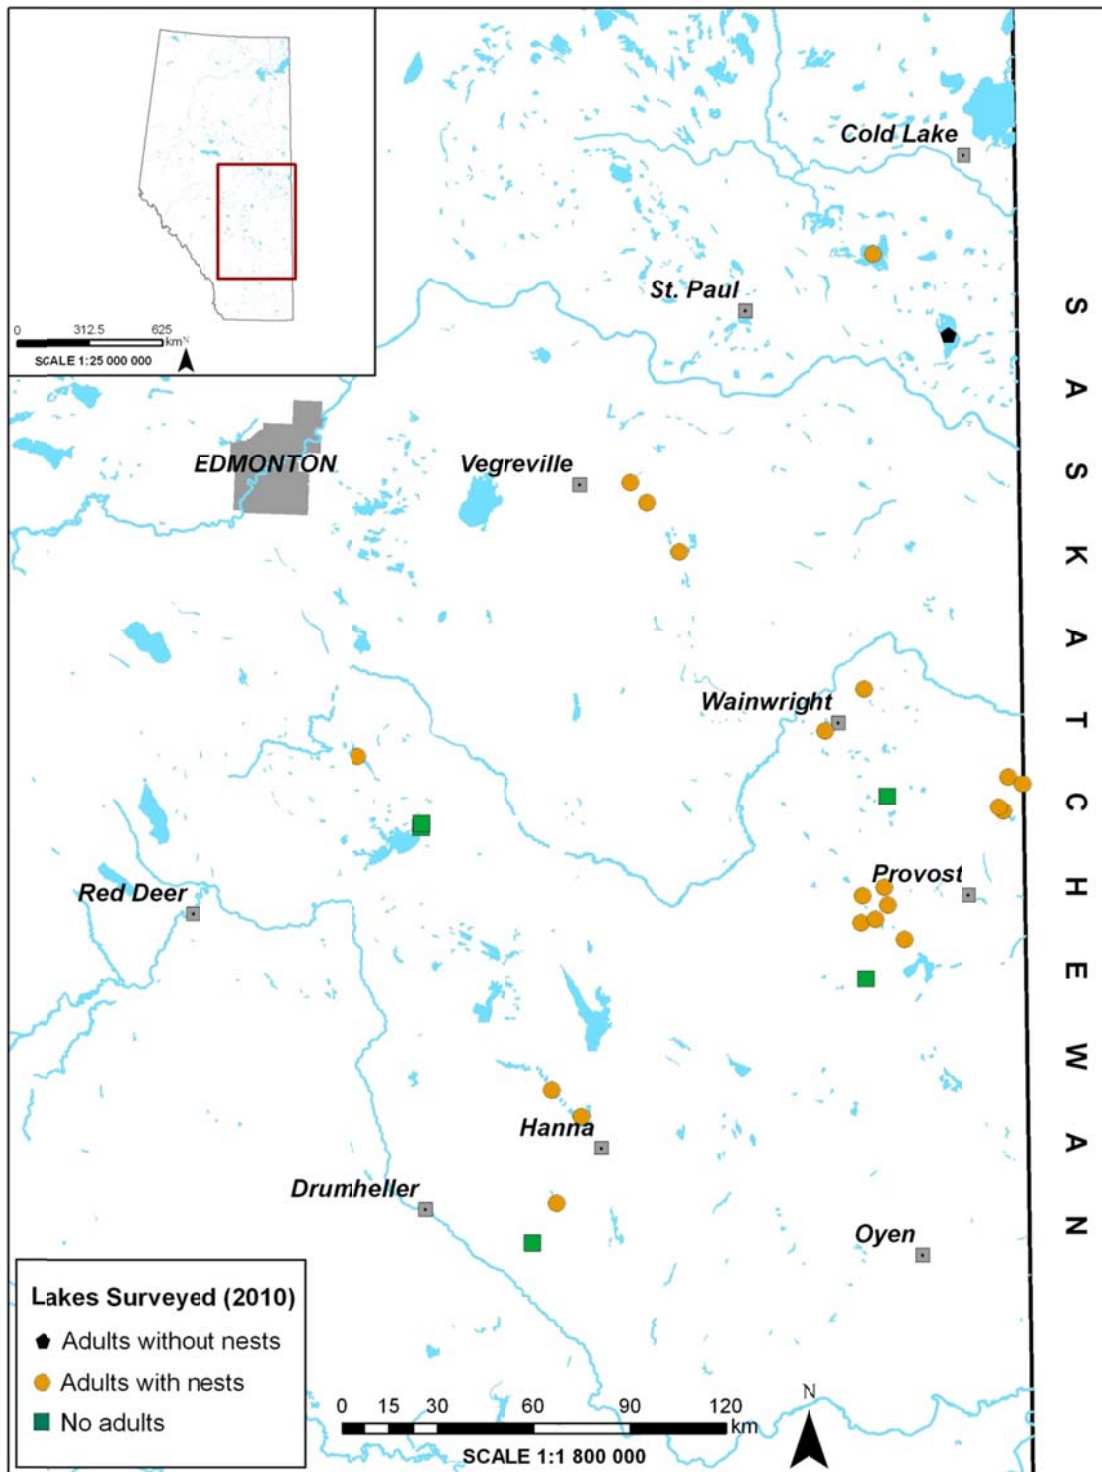 0 312.5 625
km N
SCALE 1:25 000 000
Cold Lake
St. Paul
EDMONTON
Vegreville
Wainwright
Provost
Red Deer
Hanna
Drumheller
Oyen
S
A
S
K
A
T
C
H
E
W
A
N
Lakes Surveyed (2010)
Adults without nests
Adults with nests
No adults
0 15 30 60 90 120
km
SCALE 1:1 800 000
N